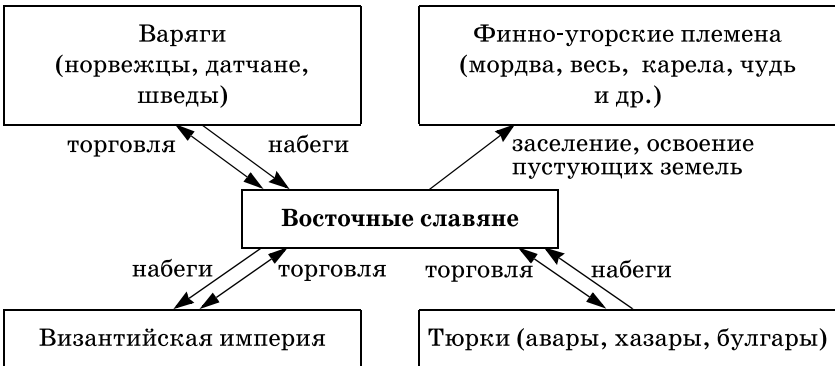 Варяги
(норвежцы, датчане,
шведы)
Финно-угорские племена
(мордва, весь, карела, чудь
и др.)
торговля
набеги
заселение, освоение
пустующих земель
Восточные славяне
набеги
торговля
торговля
набеги
Византийская империя
Тюрки (авары, хазары, булгары)